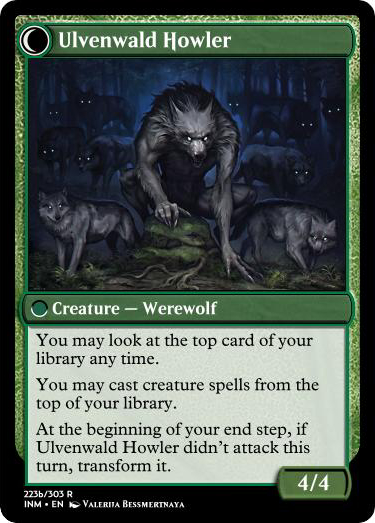 Ulvenwald Howler
Creature — Werewolf
You may look at the top card of your
library any time.
You may cast creature spells from the
top of your library.
At the beginning of your end step, if
Ulvenwald Howler didn't attack this
turn, transform it.
4/4
223b/303 R
INM • EN Valerija Bessmertnaya